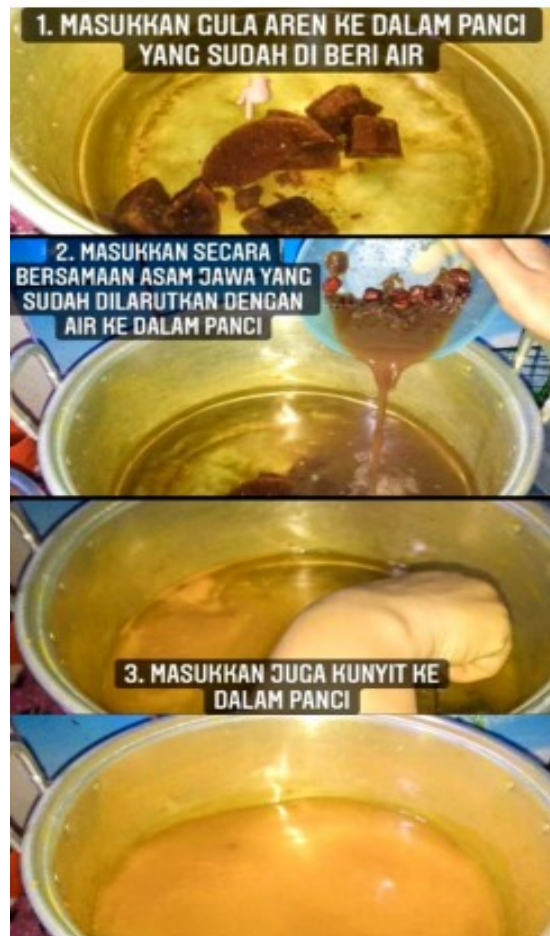 1. MASUKKAN GULA AREN KE DALAM PANCI
YANG SUDAH DI BERI AIR
2. MASUKKAN SECARA
BERSAMAAN ASAM JAWA YANG
SUDAH DILARUTKAN DENGAN
AIR KE DALAM PANCI
3. MASUKKAN JUGA KUNYIT KE
DALAM PANCI